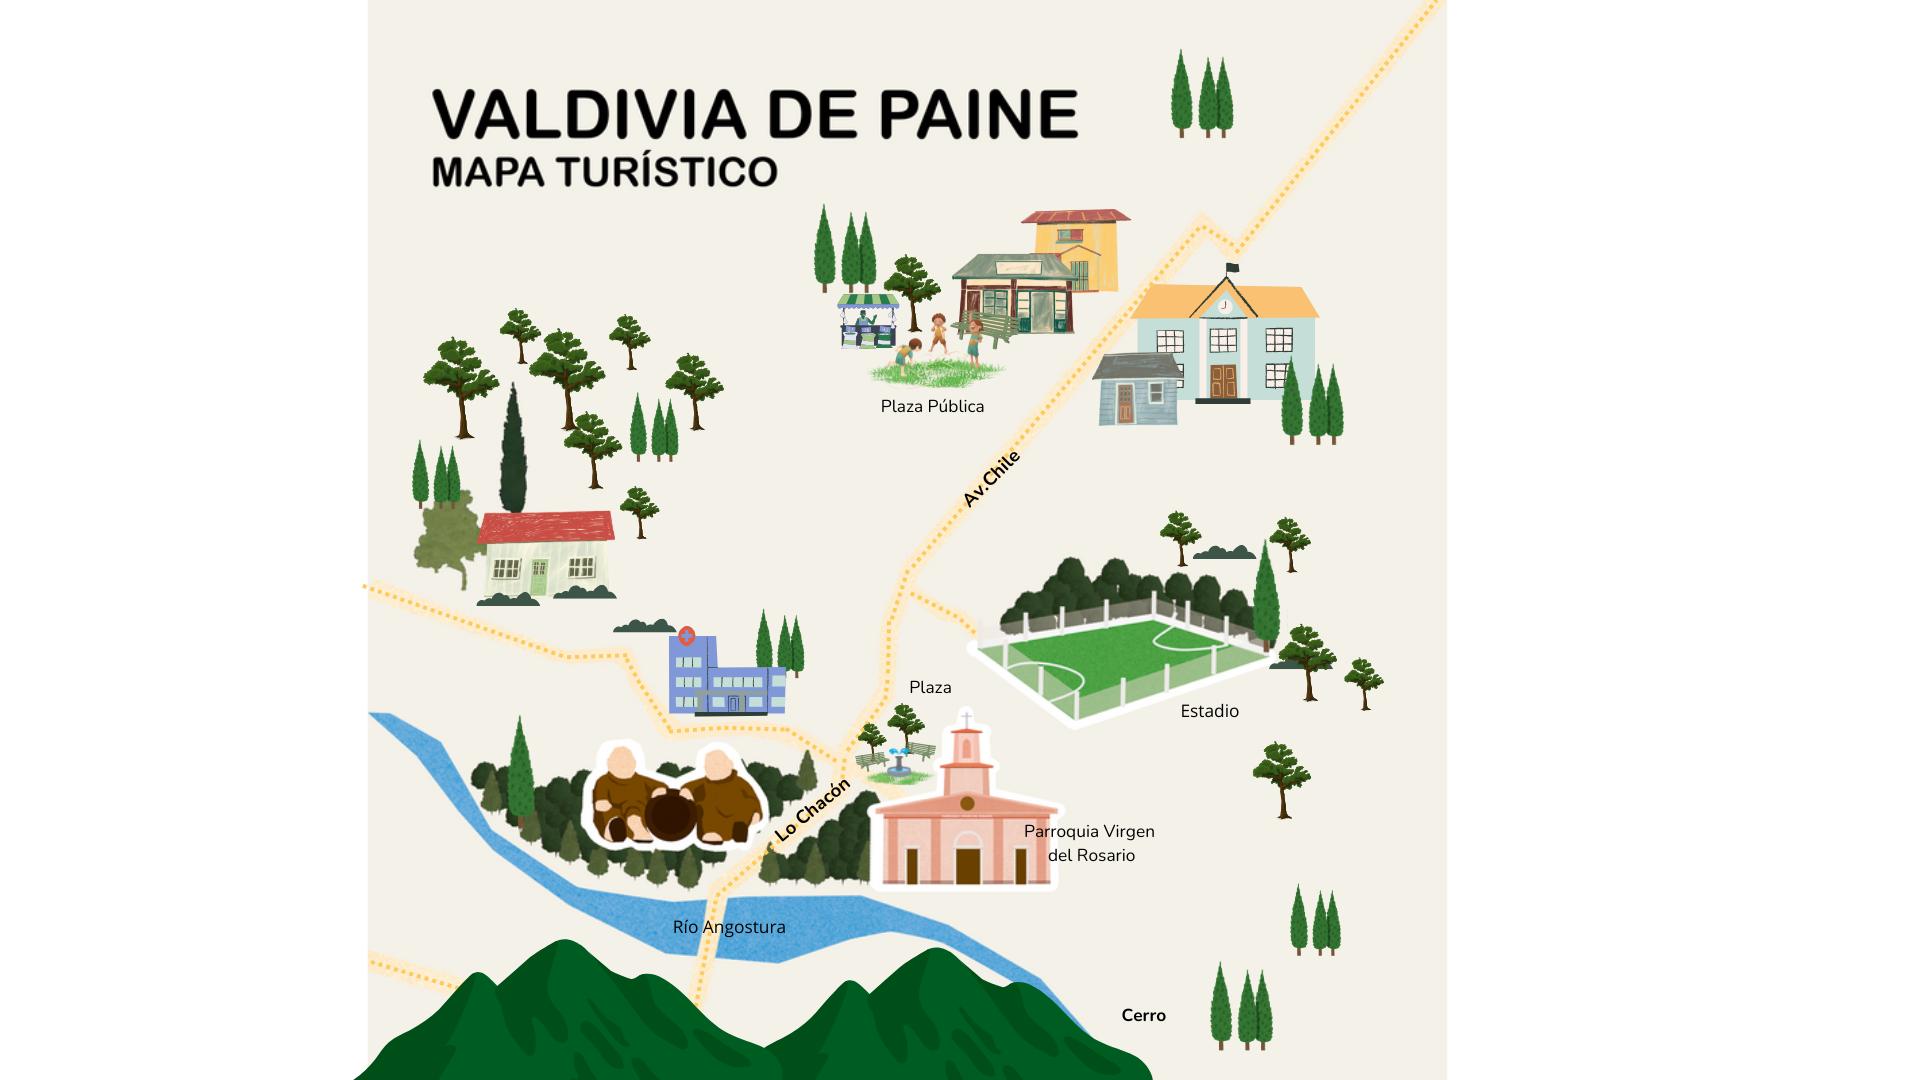 VALDIVIA DE PAINE
MAPA TURÍSTICO
Plaza Pública
Av.Chile
Plaza
Estadio
Lo Chacón
Parroquia Virgen
del Rosario
Río Angostura
Cerro